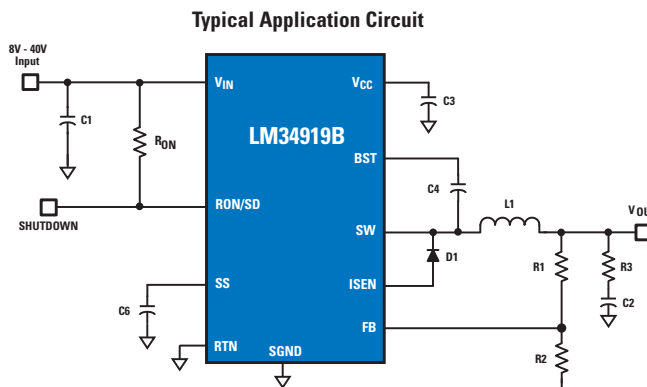 Typical Application Circuit
8V - 40V
Input
VIN
VCC
C3
C1
RON
LM34919B
BST
C4
L1
VOU
SHUTDOWN
RON/SD
SW
D1
R1
R3
C2
SS
ISEN
C6
FB
RTN
SGND
R2